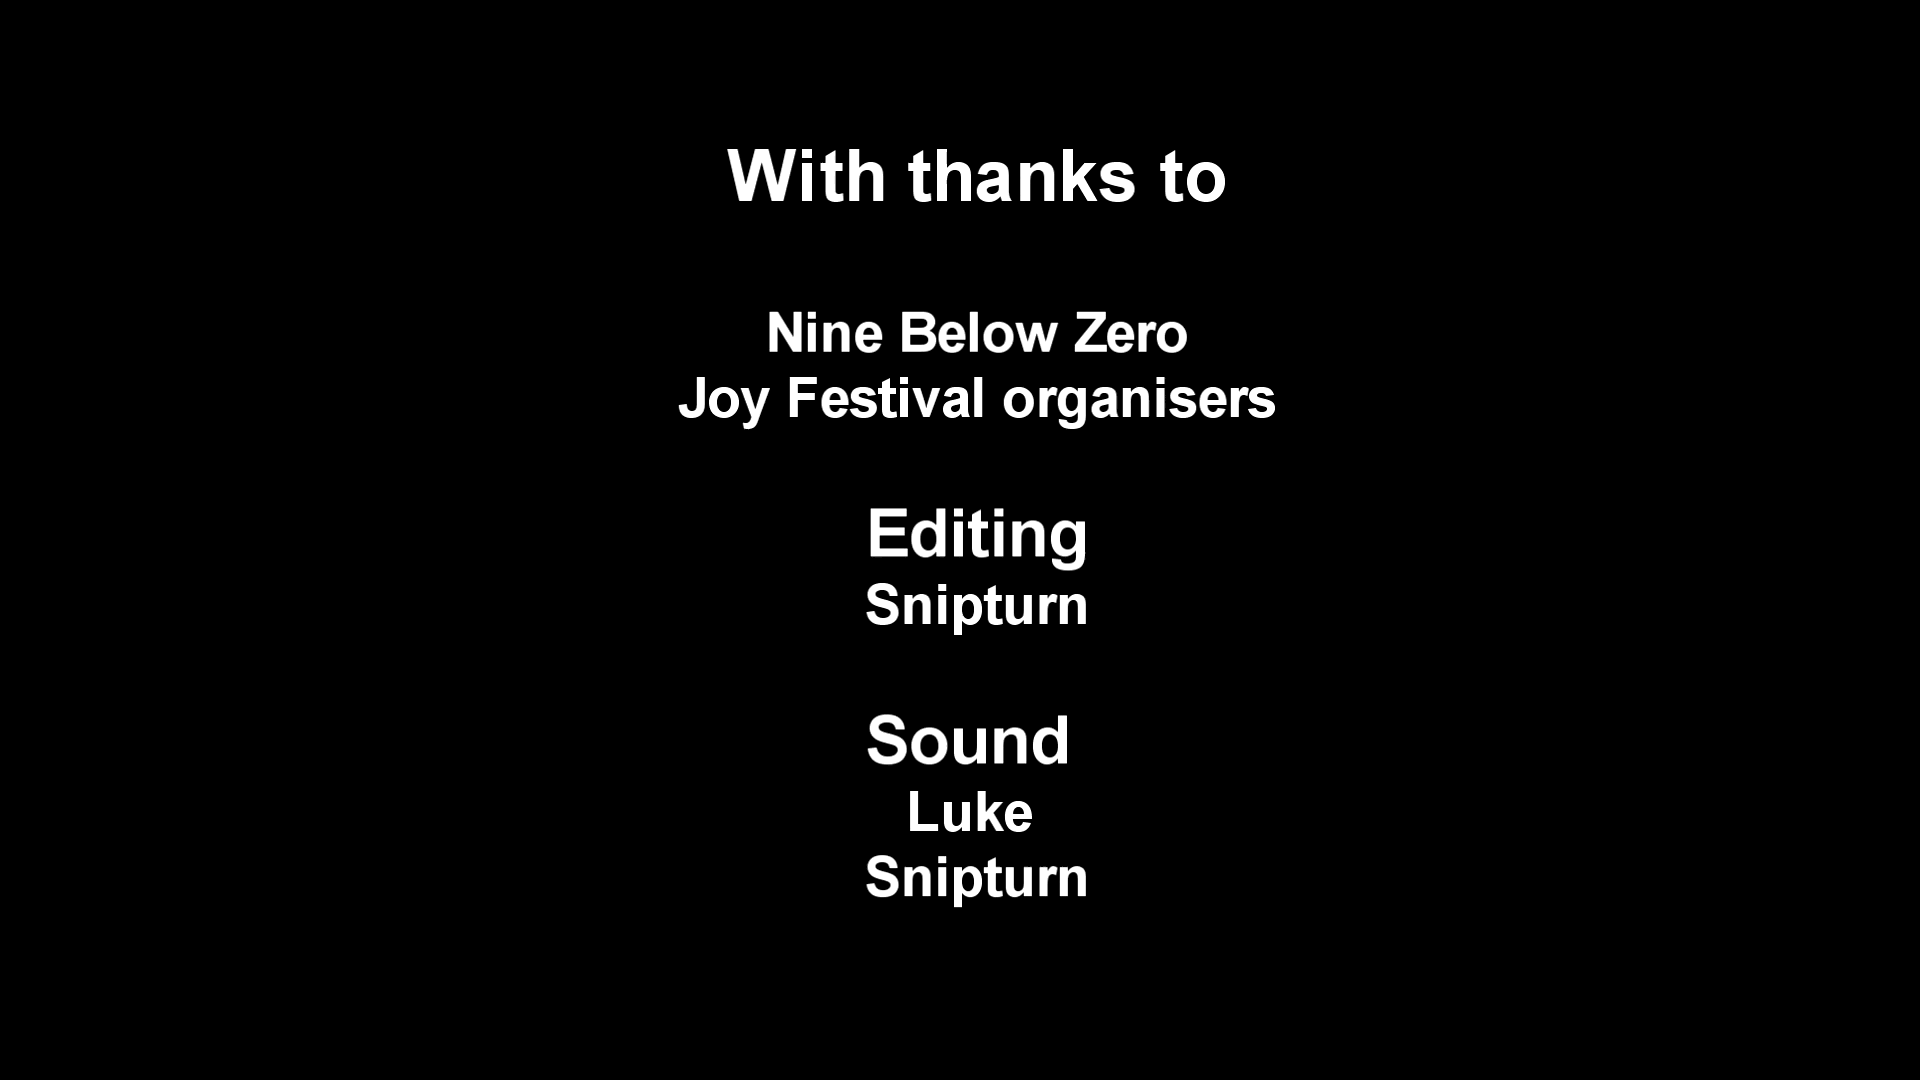 With thanks to
Nine Below Zero
Joy Festival organisers
Editing
Snipturn
Sound
Luke
Snipturn